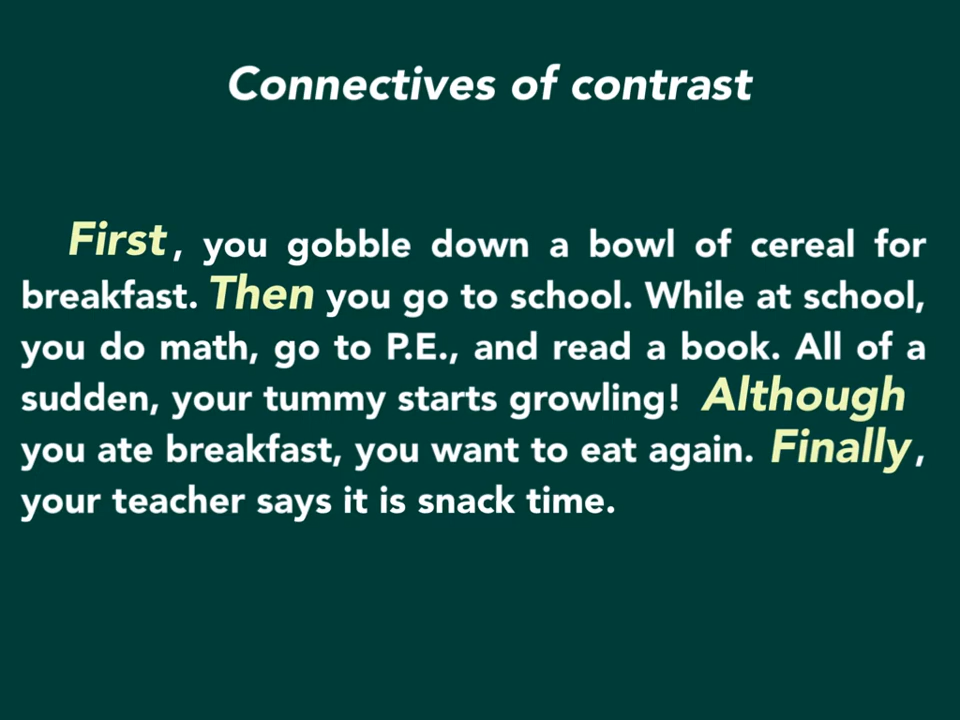 Connectives of contrast
First, you gobble down a bowl of cereal for
breakfast. Then you go to school. While at school,
you do math, go to P.E., and read a book. All of a
sudden, your tummy starts growling! Although
you ate breakfast, you want to eat again. Finally,
your teacher says it is snack time.